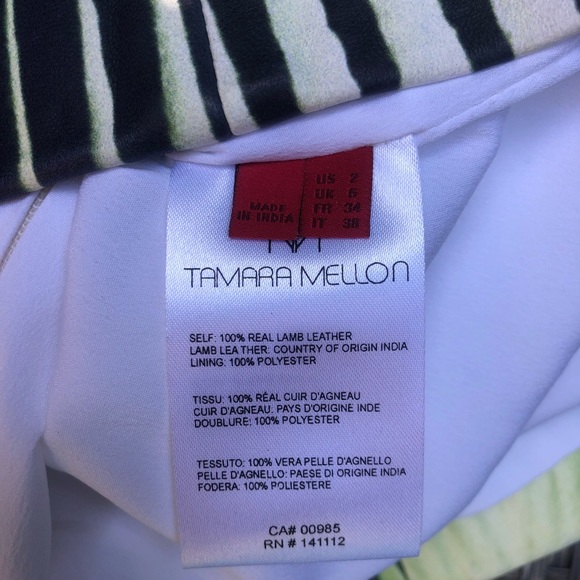 MADE
IN INDIA
US 2
UK 6
FR 34
IT 38
TAMARA MELLON
SELF: 100% REAL LAMB LEATHER
LAMB LEATHER: COUNTRY OF ORIGIN INDIA
LINING: 100% POLYESTER
TISSU: 100% RÉAL CUIR D'AGNEAU
CUIR D'AGNEAU: PAYS D'ORIGINE INDE
DOUBLURE: 100% POLYESTER
TESSUTO: 100% VERA PELLE D'AGNELLO
PELLE D'AGNELLO: PAESE DI ORIGINE INDIA
FODERA: 100% POLIESTERE
CA# 00985
RN # 141112